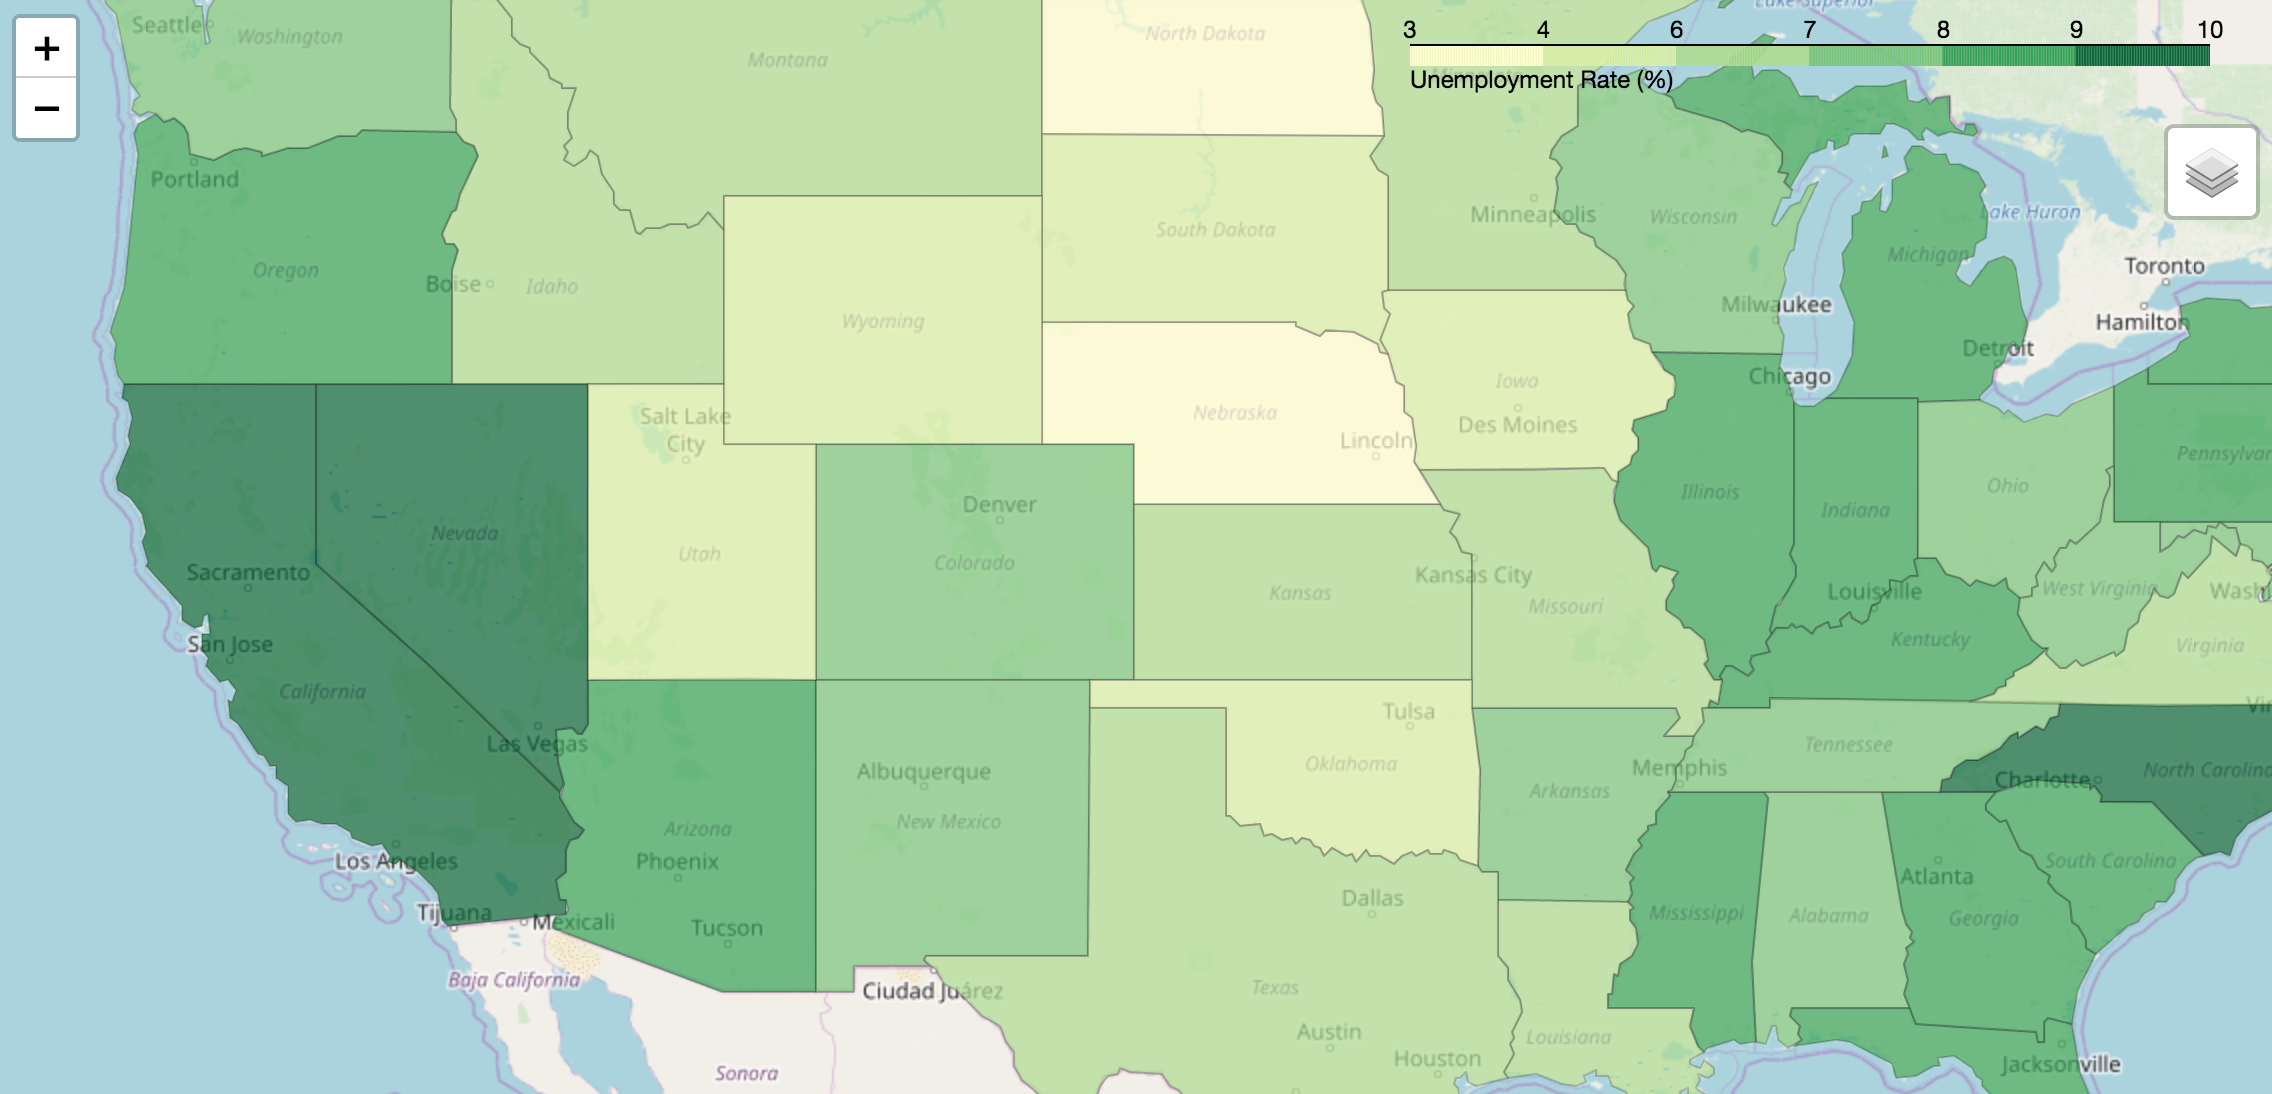 +
−
3 4 6 7 8 9 10
Unemployment Rate (%)
Seattle
Washington
Montana
North Dakota
Portland
Minneapolis
Wisconsin
Lake Huron
South Dakota
Michigan
Toronto
Oregon
Boise
Idaho
Milwaukee
Wyoming
Hamilton
Detroit
Chicago
Iowa
Salt Lake
City
Nebraska
Des Moines
Lincoln
Pennsylvan
Ohio
Illinois
Denver
Indiana
Nevada
Utah
Colorado
Sacramento
Kansas City
Kansas
Louisville
West Virginia
Wash
Missouri
San Jose
Kentucky
Virginia
California
Vir
Tulsa
Las Vegas
Tennessee
Oklahoma
Memphis
Albuquerque
North Carolina
Charlotte
Arkansas
New Mexico
Arizona
Los Angeles
Phoenix
South Carolina
Atlanta
Dallas
Tijuana
Mexicali
Tucson
Mississippi
Alabama
Georgia
Baja California
Ciudad Juárez
Texas
Austin
Louisiana
Houston
Jacksonville
Sonora